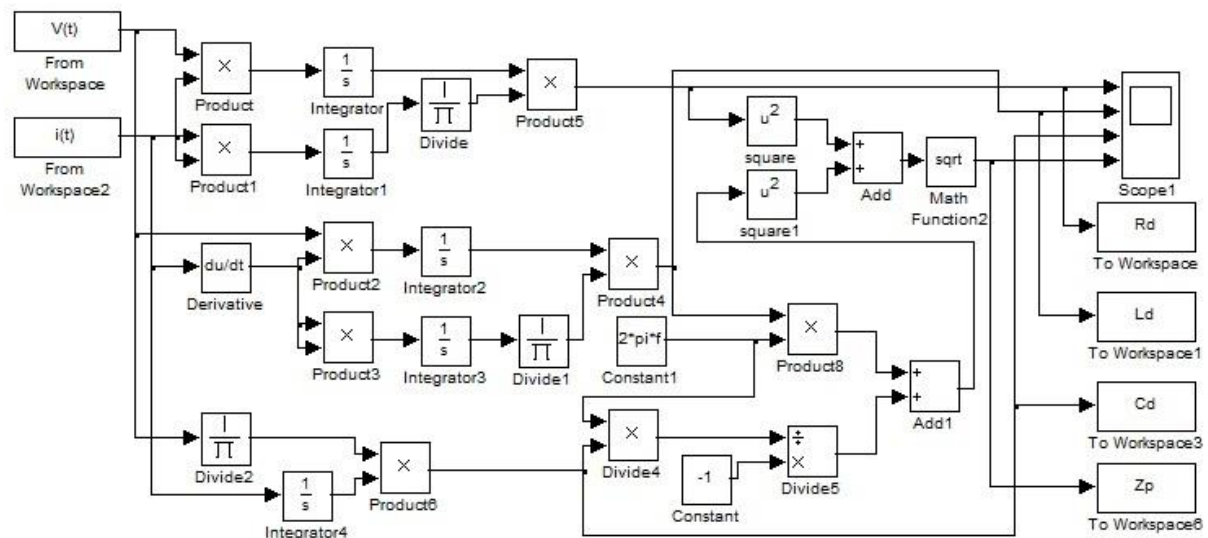 V(t)
From
Workspace
i(t)
From
Workspace2
×
Product
×
Product1
1
s
Integrator
1
s
Integrator1
Divide
×
Product5
u2
square
u2
square1
+
+
Add
sqrt
Math
Function2
Scope1
Rd
To Workspace
Ld
To Workspace1
Cd
To Workspace3
Zp
To Workspace6
du/dt
Derivative
×
Product2
×
Product3
1
s
Integrator2
1
s
Integrator3
Divide1
×
Product4
2*pi*f
Constant1
×
Product8
+
+
Add1
Divide2
1
s
Integrator4
×
Product6
×
Divide4
-1
Constant
÷
×
Divide5